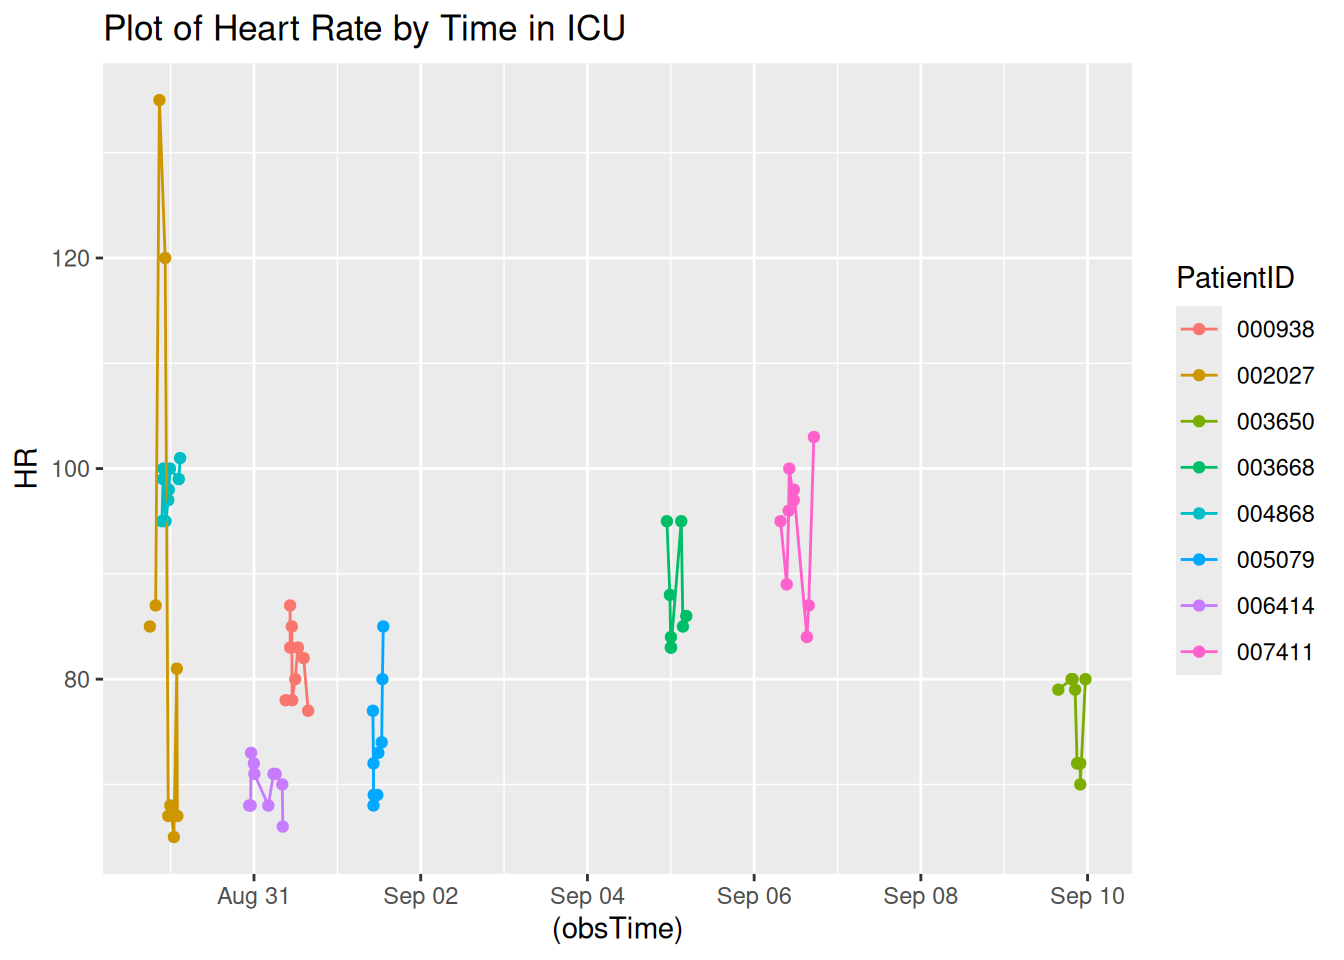 Plot of Heart Rate by Time in ICU
HR
120
100
80
Aug 31 Sep 02 Sep 04 Sep 06 Sep 08 Sep 10
(obsTime)
PatientID
000938
002027
003650
003668
004868
005079
006414
007411